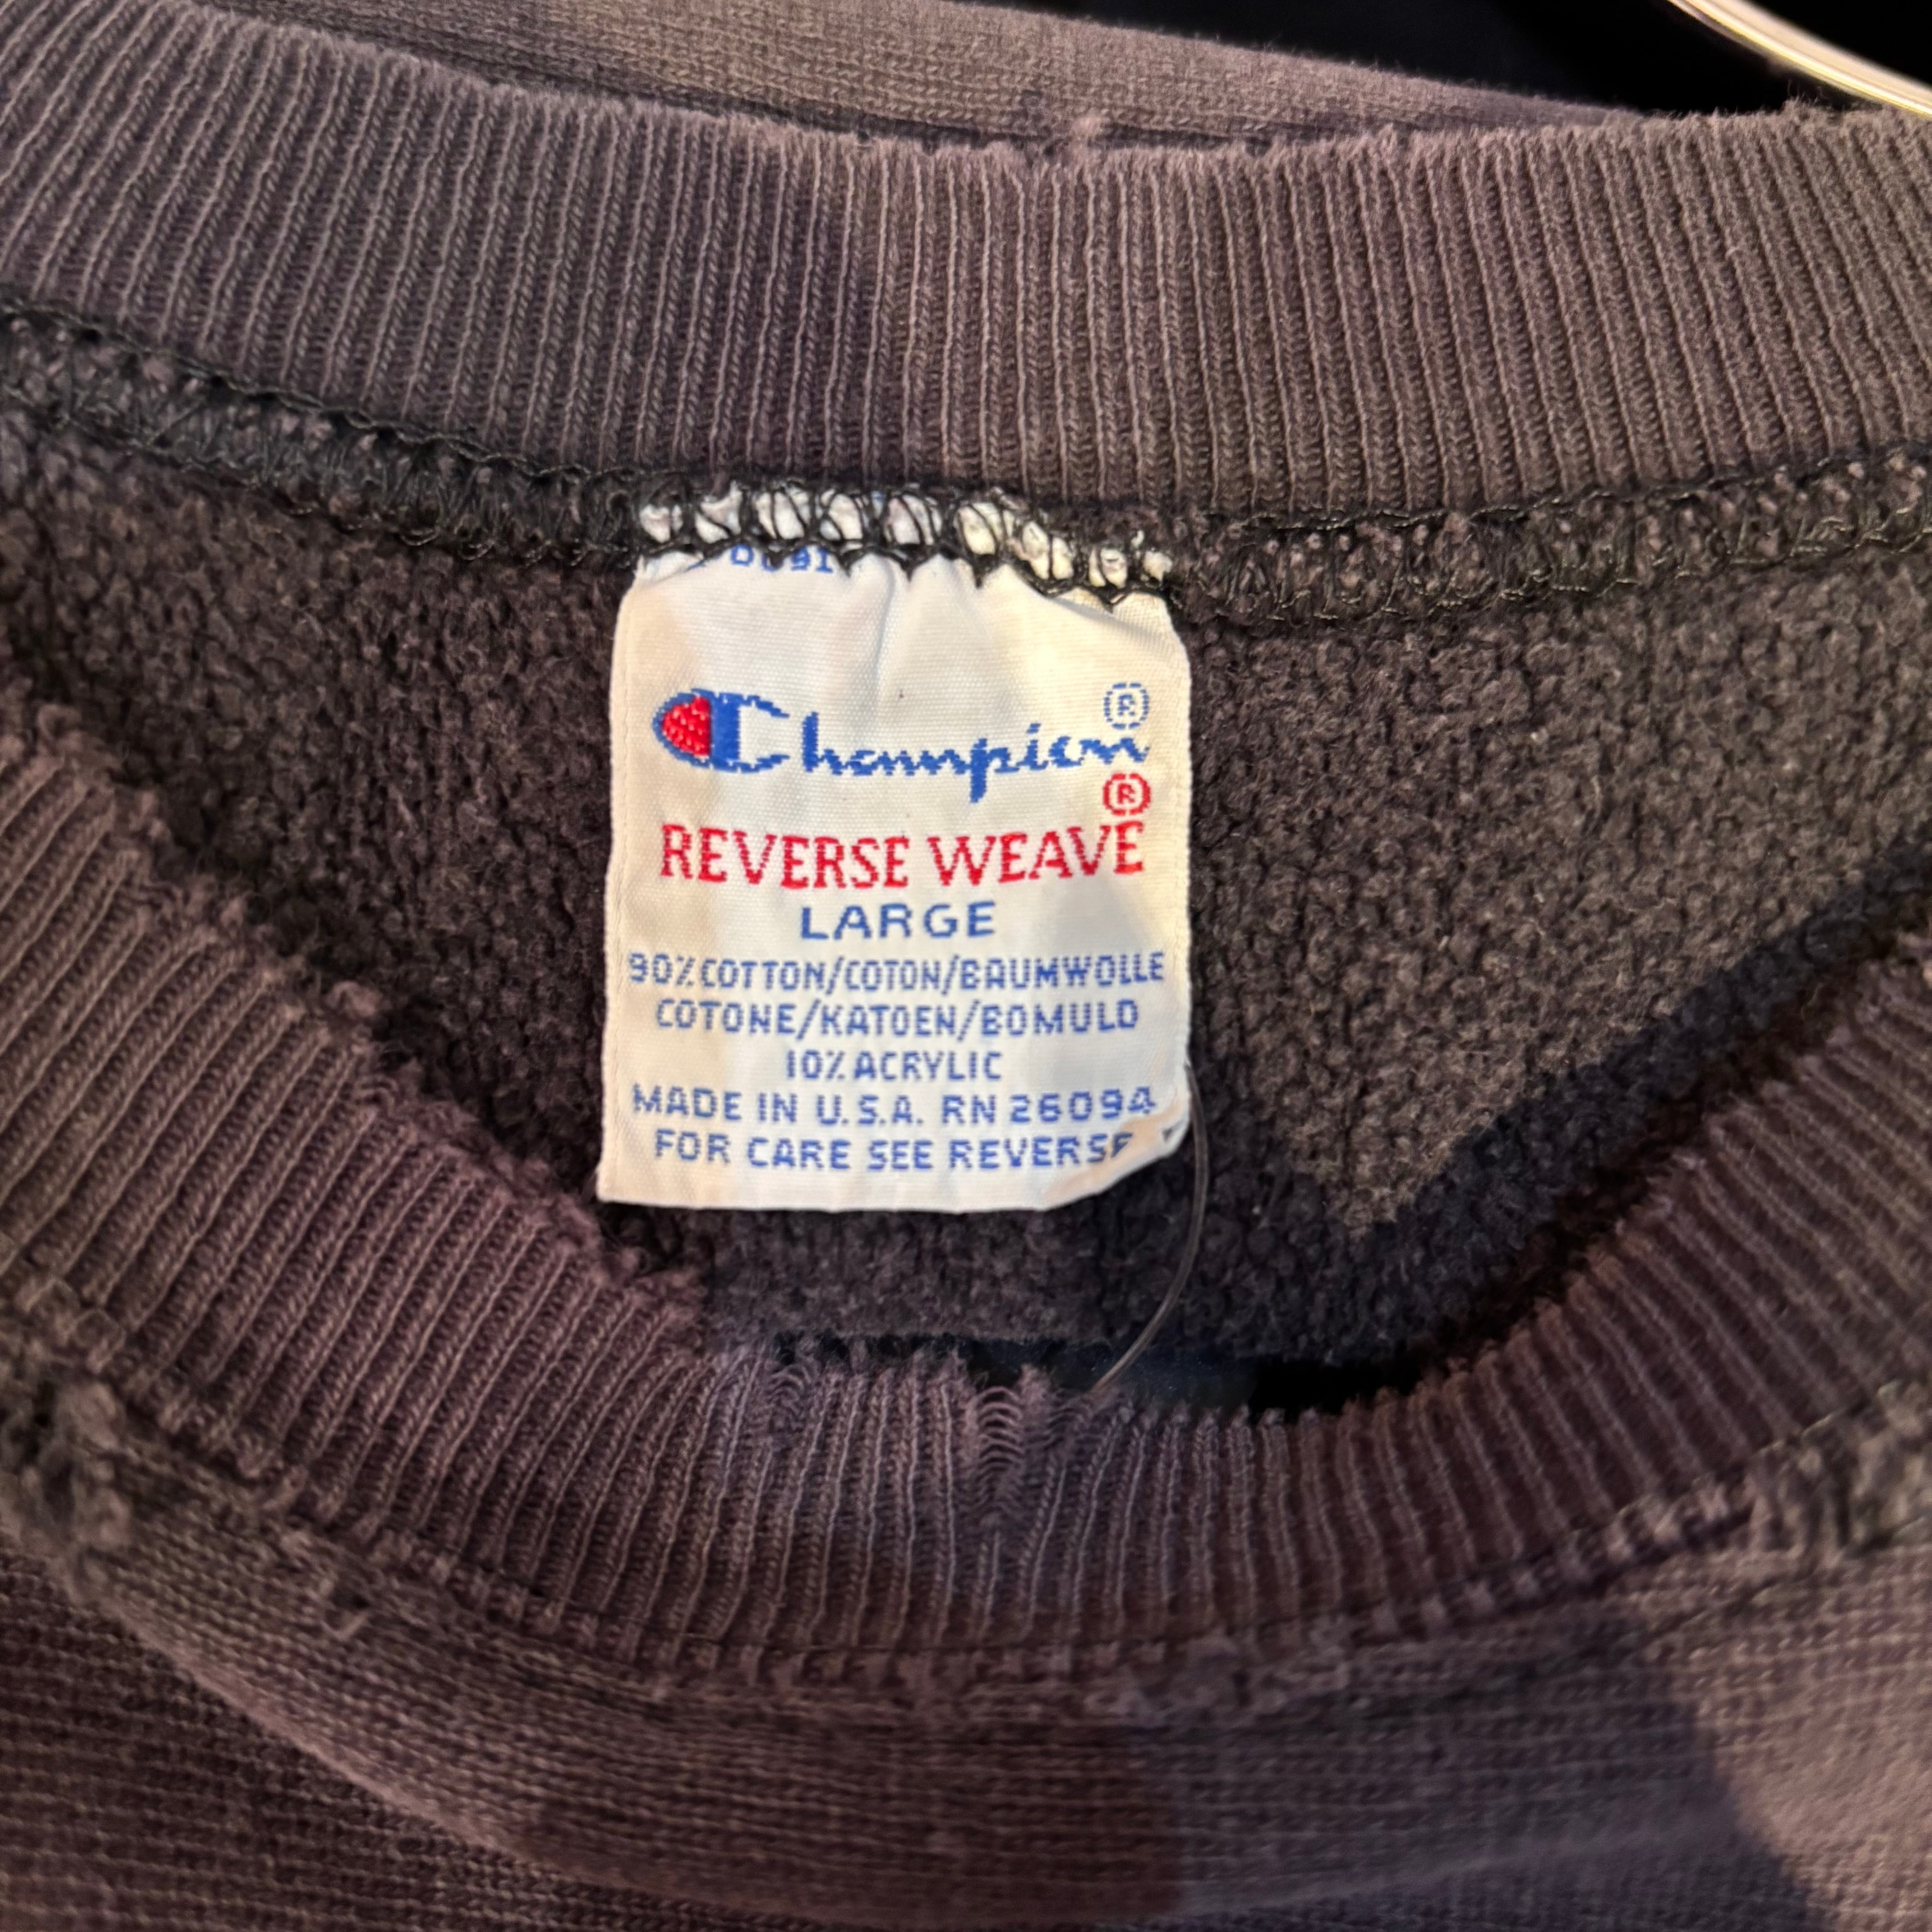 Champion®
®
REVERSE WEAVE
LARGE
90% COTTON/COTON/BAUMWOLLE
COTONE/KATOEN/BOMULD
10% ACRYLIC
MADE IN U.S.A. RN 26094
FOR CARE SEE REVERSE